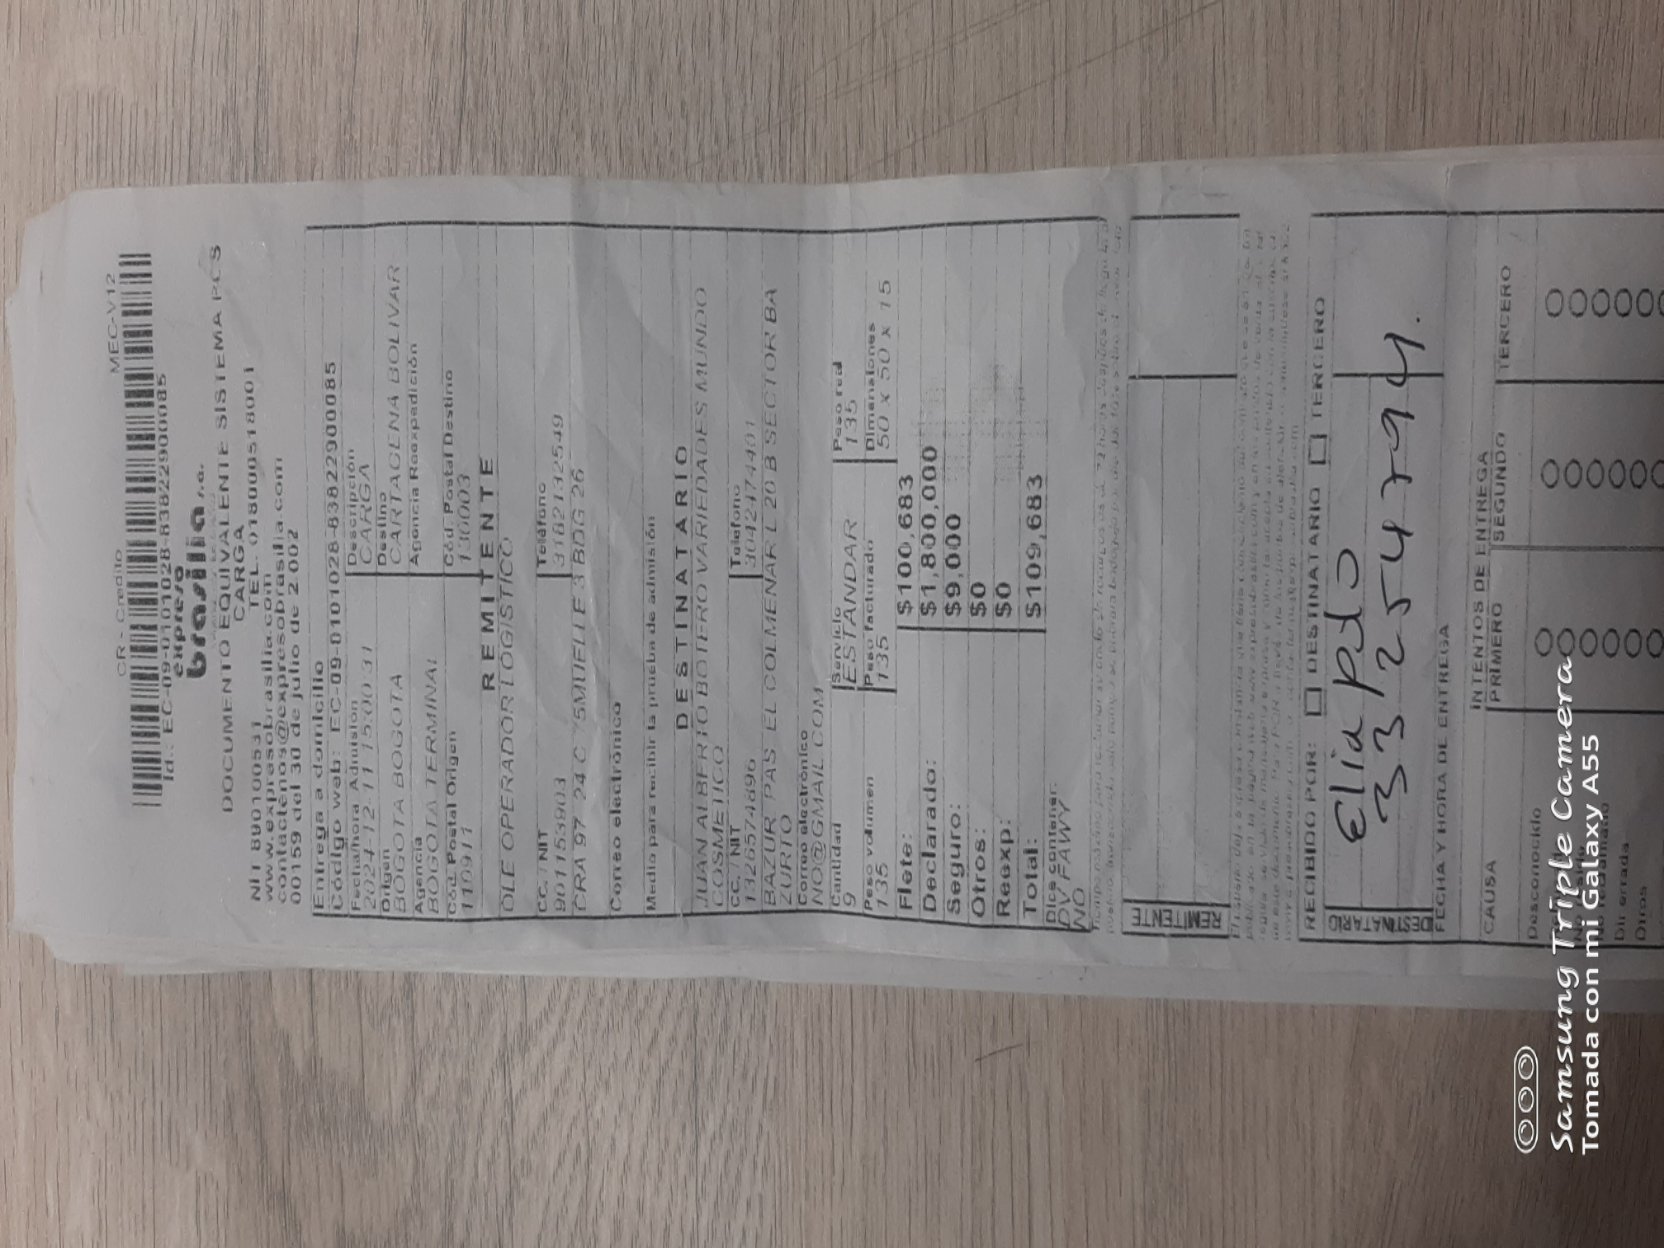 CR - Credito MEC-V12
Id.: EC-09-0101028-8382290085
expreso
brasilia s.a.
DOCUMENTO EQUIVALENTE SISTEMA PCS
CARGA
NIT 890100531 TEL. 018000518001
www.expresobrasilia.com
contactenos@expresobrasilia.com
00159 del 30 de julio de 2002
Entrega a domicilio
Código web: EC-09-0101028-8382290085
Fecha/hora Admisión Descripción
2024-12-11 15:00:31 CARGA
Origen Destino
BOGOTA BOGOTA CARTAGENA BOLIVAR
Agencia Agencia Reexpedición
BOGOTA TERMINAL
Cód. Postal Origen Cód. Postal Destino
110911 130003
REMITENTE
OLE OPERADOR LOGISTICO
CC. / NIT Teléfono
901153903 3182132549
CRA 97 24 C 75MUELLE 3 BDG 26
Correo electrónico
Medio para recibir la prueba de admisión
DESTINATARIO
JUAN ALBERTO BOTERO VARIEDADES MUNDO
COSMETICO
CC. / NIT Telefono
1326574896 3042474401
BAZUR PAS EL COLMENAR L 20 B SECTOR BA
ZURTO
Correo electrónico
NO@GMAIL.COM
Cantidad Servicio Peso real
9 ESTANDAR 135
Peso volumen Peso facturado Dimensiones
135 135 50 x 50 x 15
Flete: $100,683
Declarado: $1,800,000
Seguro: $9,000
Otros: $0
Reexp: $0
Total: $109,683
Dice contener:
DV FAWY
NO
REMITENTE
RECIBIDO POR: DESTINATARIO TERCERO
DESTINATARIO
Elia Pdo
3312547994.
FECHA Y HORA DE ENTREGA
INTENTOS DE ENTREGA
CAUSA PRIMERO SEGUNDO TERCERO
Desconocido
Dir errada
Otros
Samsung Triple Camera
Tomada con mi Galaxy A55